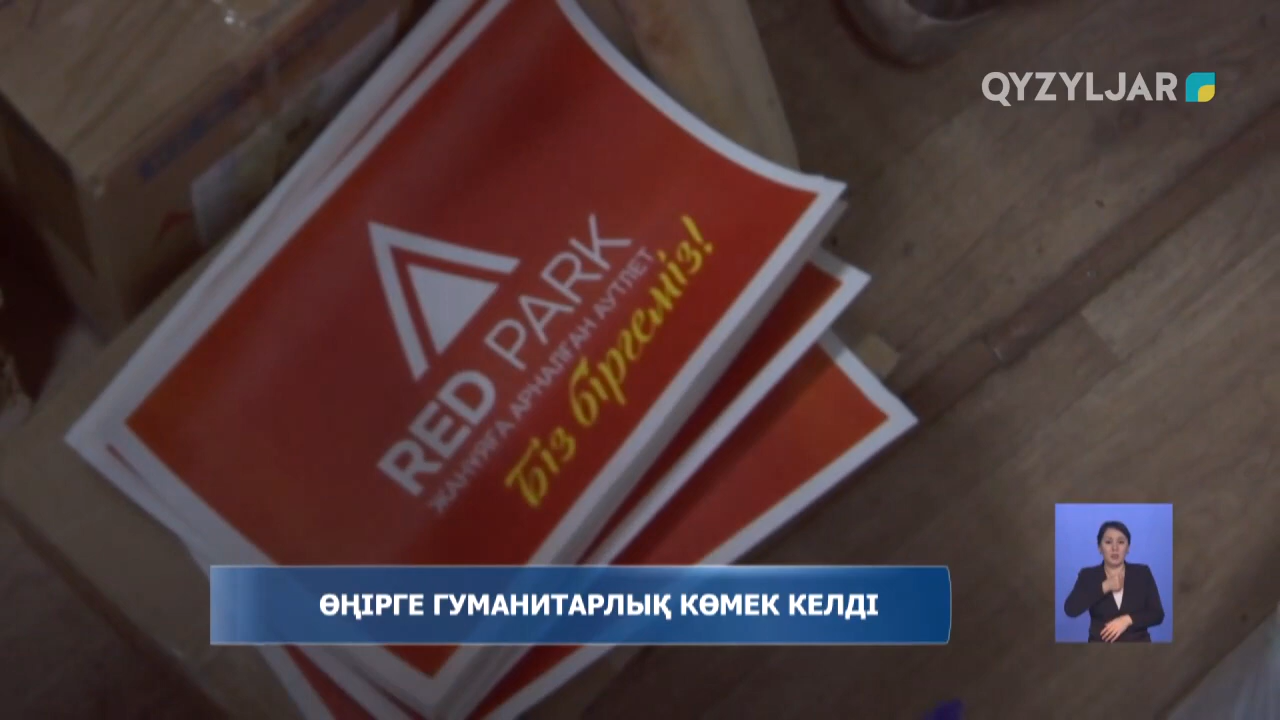 QYZYLJAR
RED PARK
ЖАНҰЯҒА АРНАЛҒАН АУТЛЕТ
Біз біргеміз!
ӨҢІРГЕ ГУМАНИТАРЛЫҚ КӨМЕК КЕЛДІ